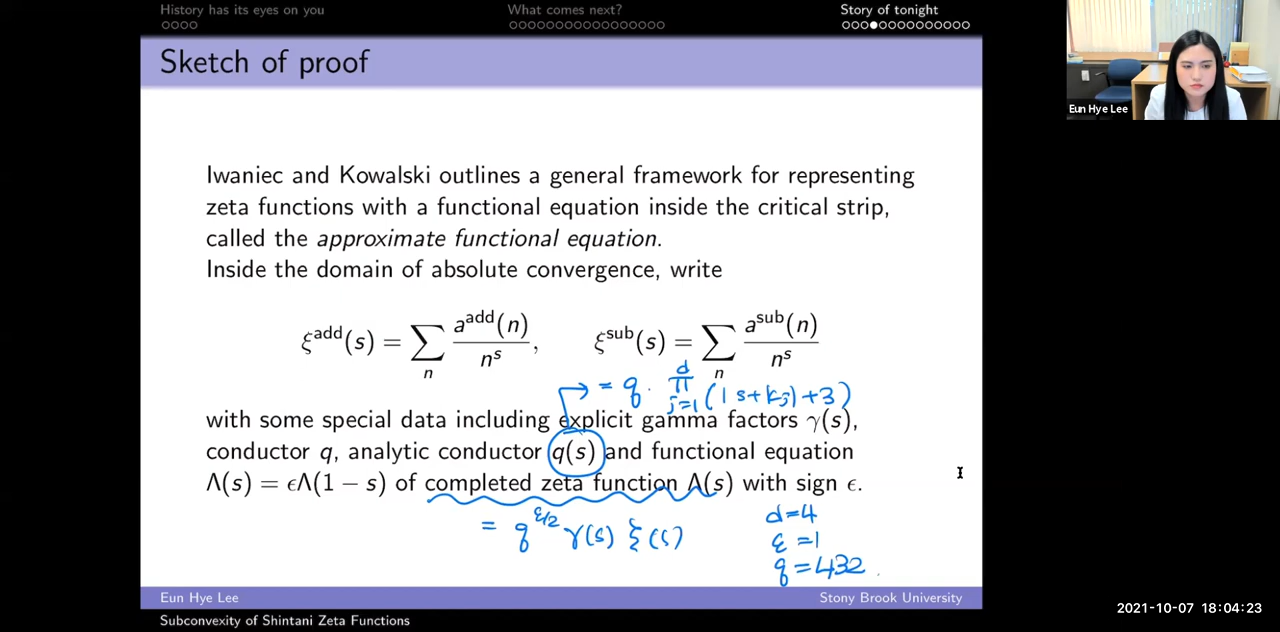 History has its eyes on you
What comes next?
Story of tonight
Sketch of proof
Eun Hye Lee
Iwaniec and Kowalski outlines a general framework for representing
zeta functions with a functional equation inside the critical strip,
called the approximate functional equation.
Inside the domain of absolute convergence, write
ξ^add(s) = ∑_n a^add(n)/n^s, ξ^sub(s) = ∑_n a^sub(n)/n^s
= q · ∏_{j=1}^d (|s+kj)+3)
with some special data including explicit gamma factors γ(s),
conductor q, analytic conductor q(s) and functional equation
Λ(s) = ϵΛ(1 − s) of completed zeta function Λ(s) with sign ϵ.
= q^{s/2} γ(s) ξ(s)
d=4
ε=1
q=432
Eun Hye Lee
Stony Brook University
Subconvexity of Shintani Zeta Functions
2021-10-07 18:04:23